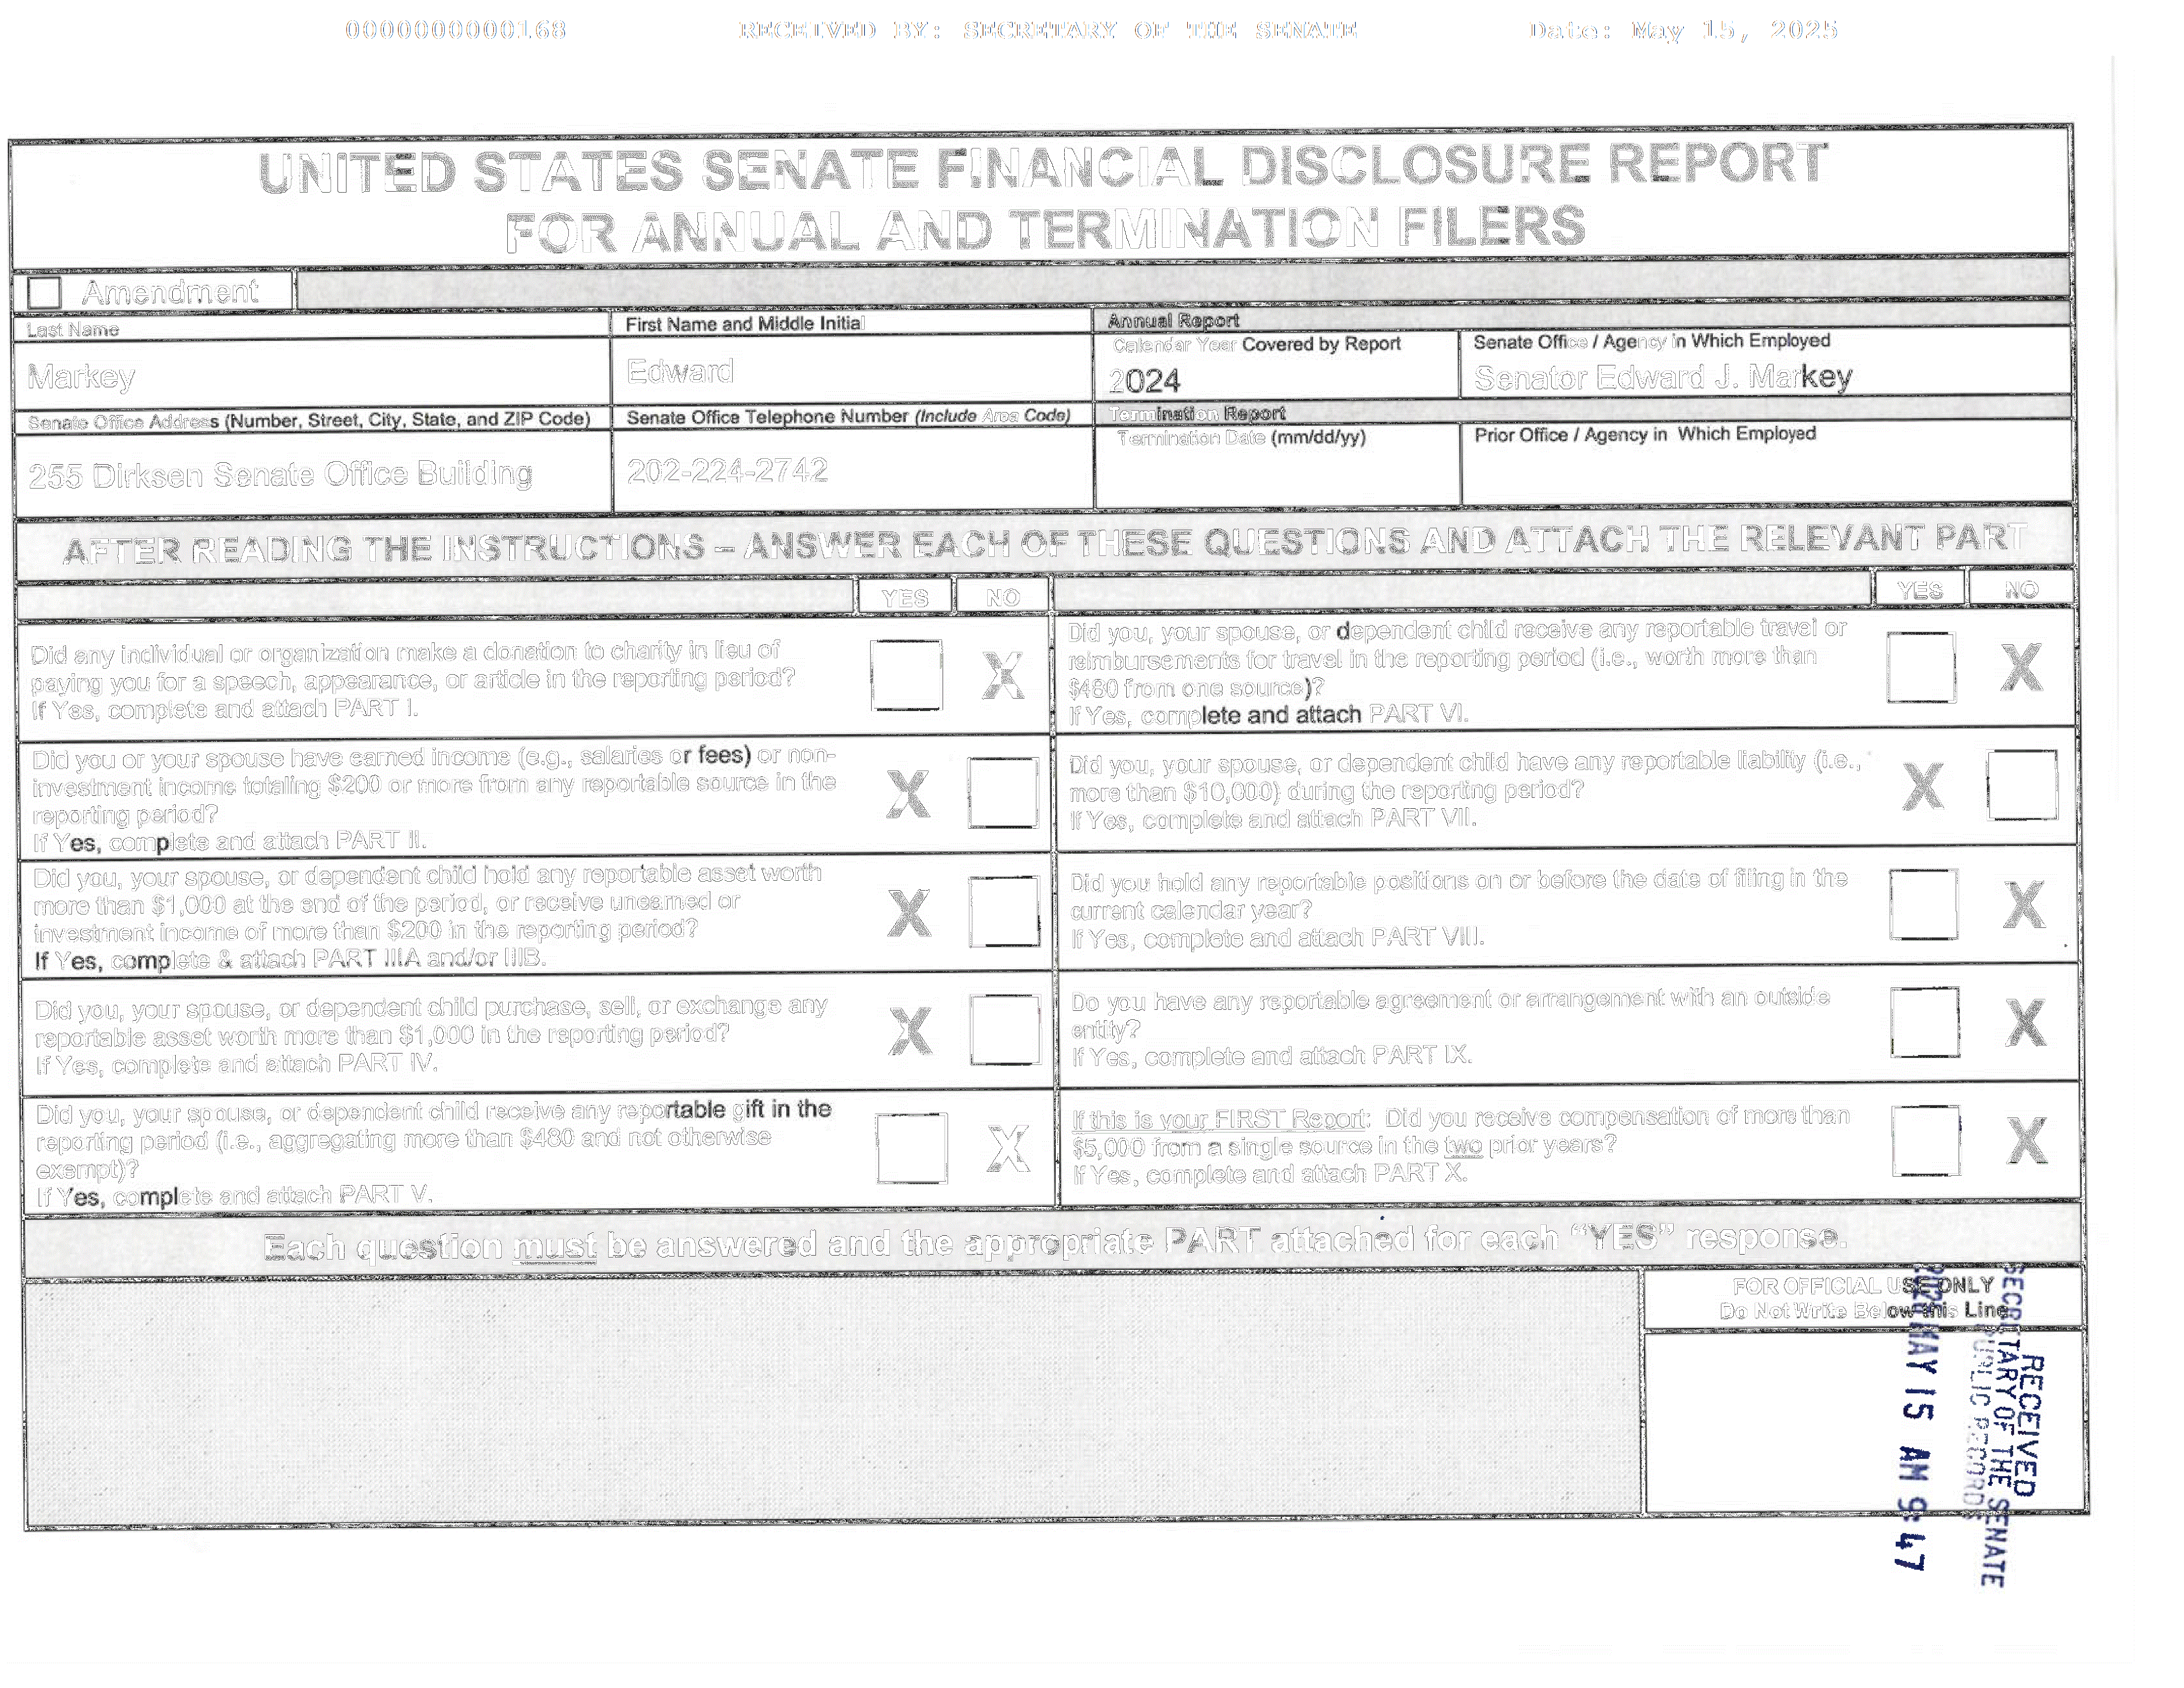 0000000000168 RECEIVED BY: SECRETARY OF THE SENATE Date: May 15, 2025
UNITED STATES SENATE FINANCIAL DISCLOSURE REPORT
FOR ANNUAL AND TERMINATION FILERS
Amendment
Last Name
Markey
First Name and Middle Initial
Edward
Annual Report
Calendar Year Covered by Report
2024
Senate Office / Agency in Which Employed
Senator Edward J. Markey
Senate Office Address (Number, Street, City, State, and ZIP Code)
255 Dirksen Senate Office Building
Senate Office Telephone Number (Include Area Code)
202-224-2742
Termination Report
Termination Date (mm/dd/yy)
Prior Office / Agency in Which Employed
AFTER READING THE INSTRUCTIONS – ANSWER EACH OF THESE QUESTIONS AND ATTACH THE RELEVANT PART
YES NO
Did any individual or organization make a donation to charity in lieu of
paying you for a speech, appearance, or article in the reporting period?
If Yes, complete and attach PART I.
X
Did you or your spouse have earned income (e.g., salaries or fees) or non-
investment income totaling $200 or more from any reportable source in the
reporting period?
If Yes, complete and attach PART II.
X
Did you, your spouse, or dependent child hold any reportable asset worth
more than $1,000 at the end of the period, or receive unearned or
investment income of more than $200 in the reporting period?
If Yes, complete & attach PART IIIA and/or IIIB.
X
Did you, your spouse, or dependent child purchase, sell, or exchange any
reportable asset worth more than $1,000 in the reporting period?
If Yes, complete and attach PART IV.
X
Did you, your spouse, or dependent child receive any reportable gift in the
reporting period (i.e., aggregating more than $480 and not otherwise
exempt)?
If Yes, complete and attach PART V.
X
YES NO
Did you, your spouse, or dependent child receive any reportable travel or
reimbursements for travel in the reporting period (i.e., worth more than
$480 from one source)?
If Yes, complete and attach PART VI.
X
Did you, your spouse, or dependent child have any reportable liability (i.e.,
more than $10,000) during the reporting period?
If Yes, complete and attach PART VII.
X
Did you hold any reportable positions on or before the date of filing in the
current calendar year?
If Yes, complete and attach PART VIII.
X
Do you have any reportable agreement or arrangement with an outside
entity?
If Yes, complete and attach PART IX.
X
If this is your FIRST Report: Did you receive compensation of more than
$5,000 from a single source in the two prior years?
If Yes, complete and attach PART X.
X
Each question must be answered and the appropriate PART attached for each “YES” response.
FOR OFFICIAL USE ONLY
Do Not Write Below this Line
RECEIVED
SECRETARY OF THE SENATE
PUBLIC RECORDS
MAY 15 AM 9:47